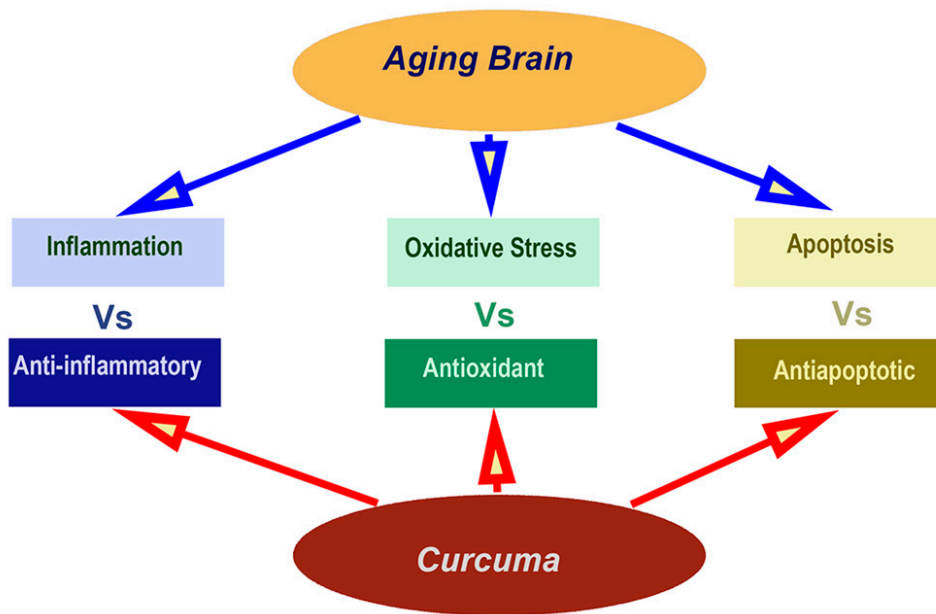 Aging Brain
Inflammation
Oxidative Stress
Apoptosis
Vs
Vs
Vs
Anti-inflammatory
Antioxidant
Antiapoptotic
Curcuma